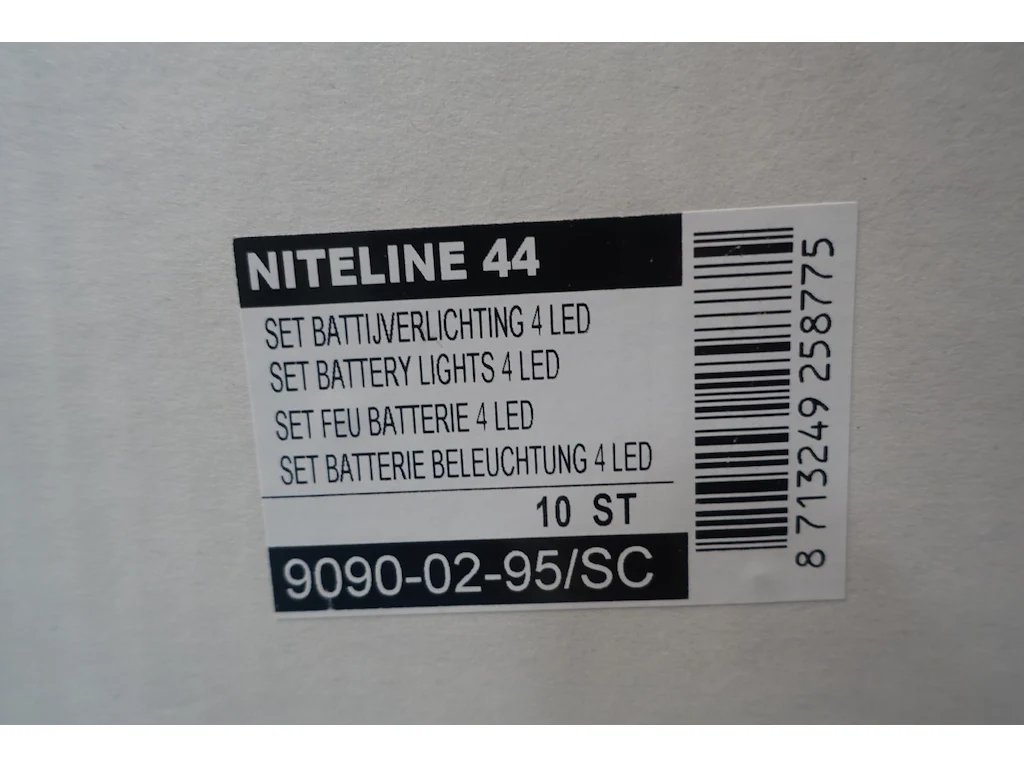 NITELINE 44
SET BATTIJVERLICHTING 4 LED
SET BATTERY LIGHTS 4 LED
SET FEU BATTERIE 4 LED
SET BATTERIE BELEUCHTUNG 4 LED
10 ST
9090-02-95/SC
8 713249 258775